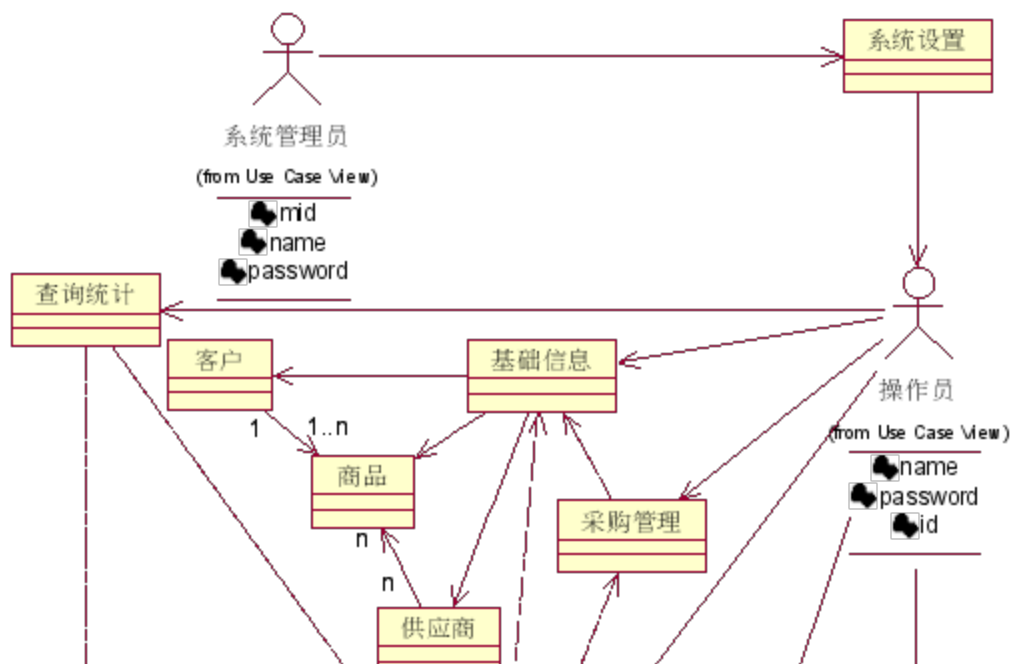 系统设置
系统管理员
(from Use Case View)
mid
name
password
查询统计
客户
基础信息
操作员
1
1..n
(from Use Case View)
name
password
id
商品
采购管理
n
n
供应商